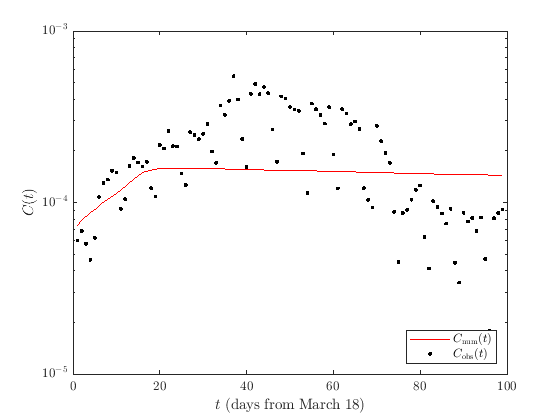 10⁻³
10⁻⁴
10⁻⁵
C(t)
0 20 40 60 80 100
t (days from March 18)
C_num(t)
C_obs(t)